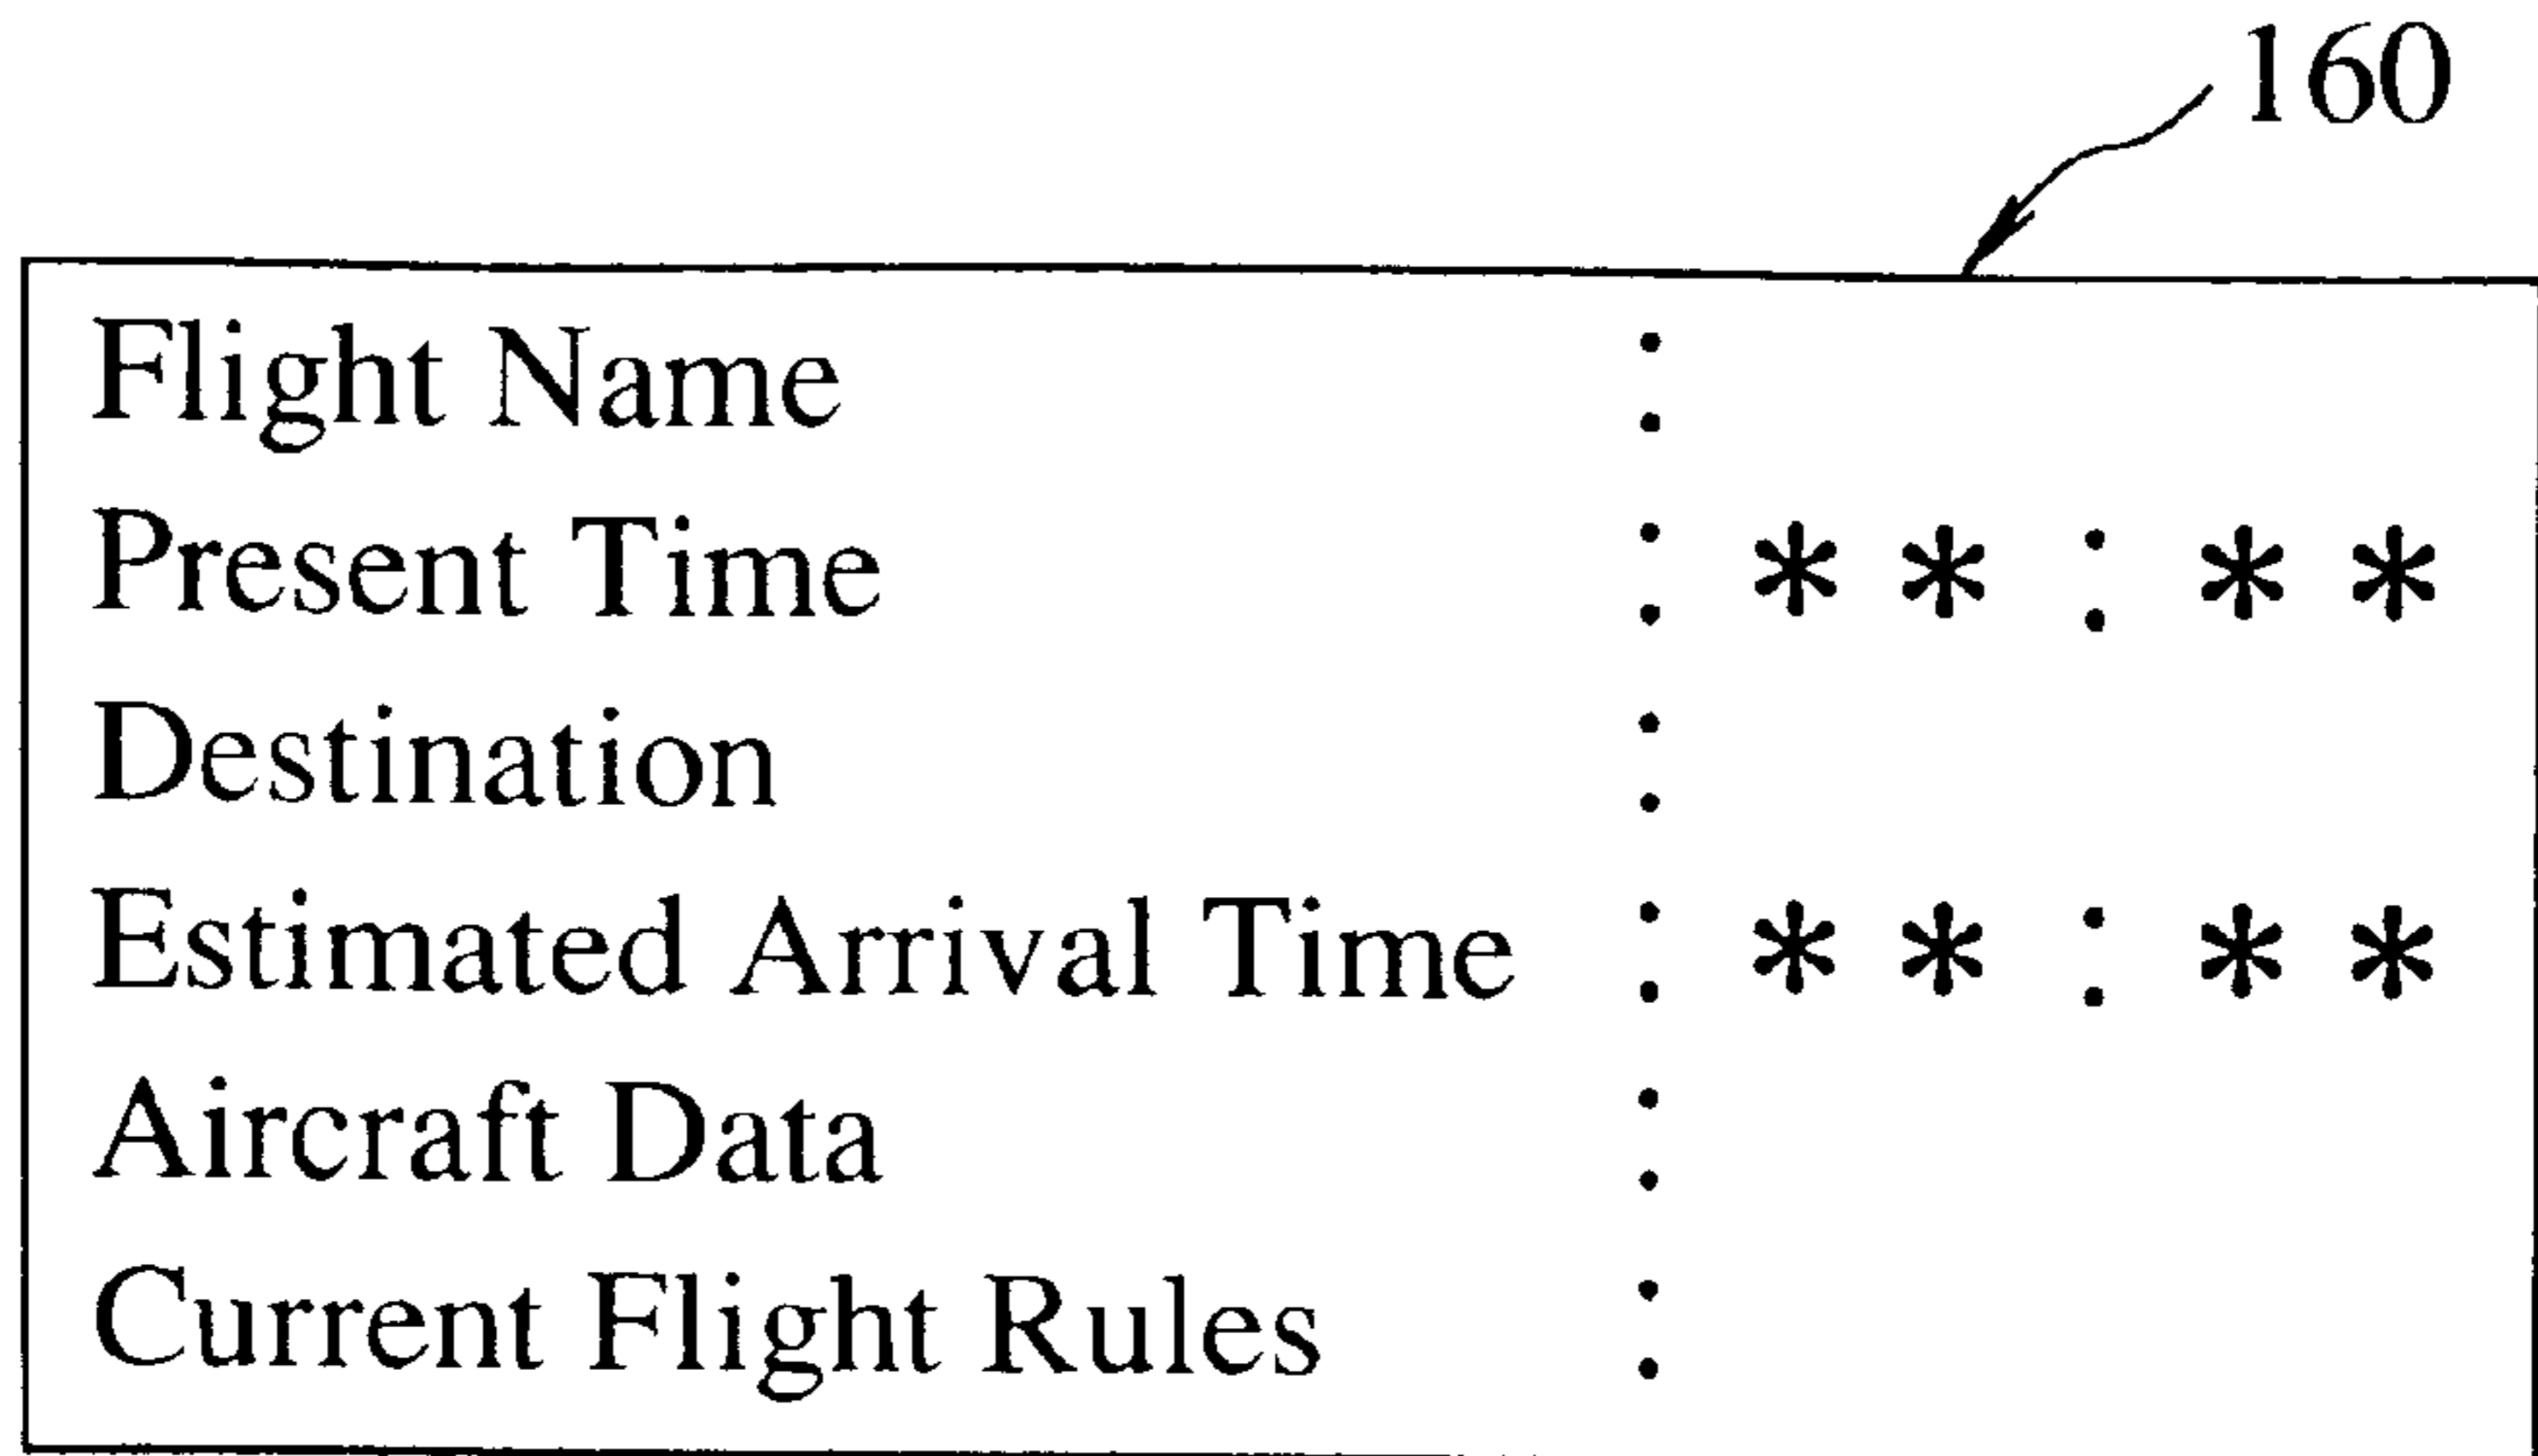 160
Flight Name :
Present Time : ** : **
Destination :
Estimated Arrival Time : ** : **
Aircraft Data :
Current Flight Rules :